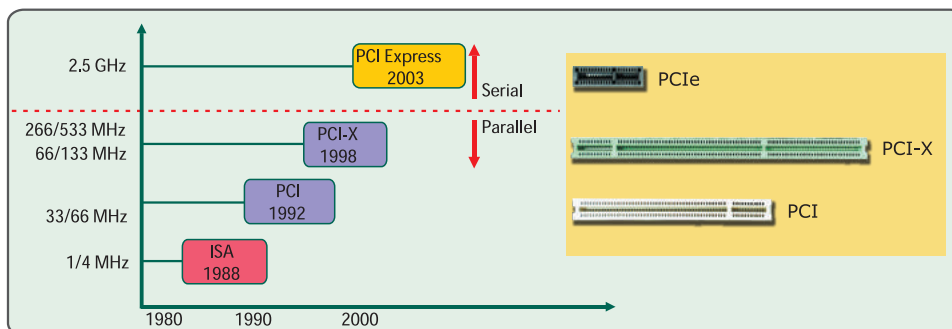 2.5 GHz
PCI Express
2003
Serial
266/533 MHz
66/133 MHz
PCI-X
1998
Parallel
33/66 MHz
PCI
1992
1/4 MHz
ISA
1988
1980 1990 2000
PCIe
PCI-X
PCI